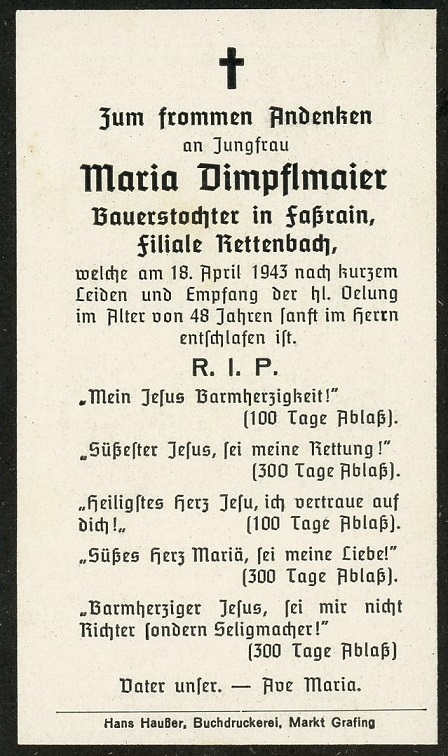 Zum frommen Andenken
an Jungfrau
Maria Dimpflmaier
Bauerstochter in Faßrain,
Filiale Rettenbach,
welche am 18. April 1943 nach kurzem
Leiden und Empfang der hl. Oelung
im Alter von 48 Jahren sanft im Herrn
entschlafen ist.
R. I. P.
„Mein Jesus Barmherzigkeit!”
(100 Tage Ablaß).
„Süßester Jesus, sei meine Rettung!”
(300 Tage Ablaß).
„Heiligstes Herz Jesu, ich vertraue auf
dich!„ (100 Tage Ablaß).
„Süßes Herz Mariä, sei meine Liebe!”
(300 Tage Ablaß).
„Barmherziger Jesus, sei mir nicht
Richter sondern Seligmacher!”
(300 Tage Ablaß)
Vater unser. — Ave Maria.
Hans Haußer, Buchdruckerei, Markt Grafing